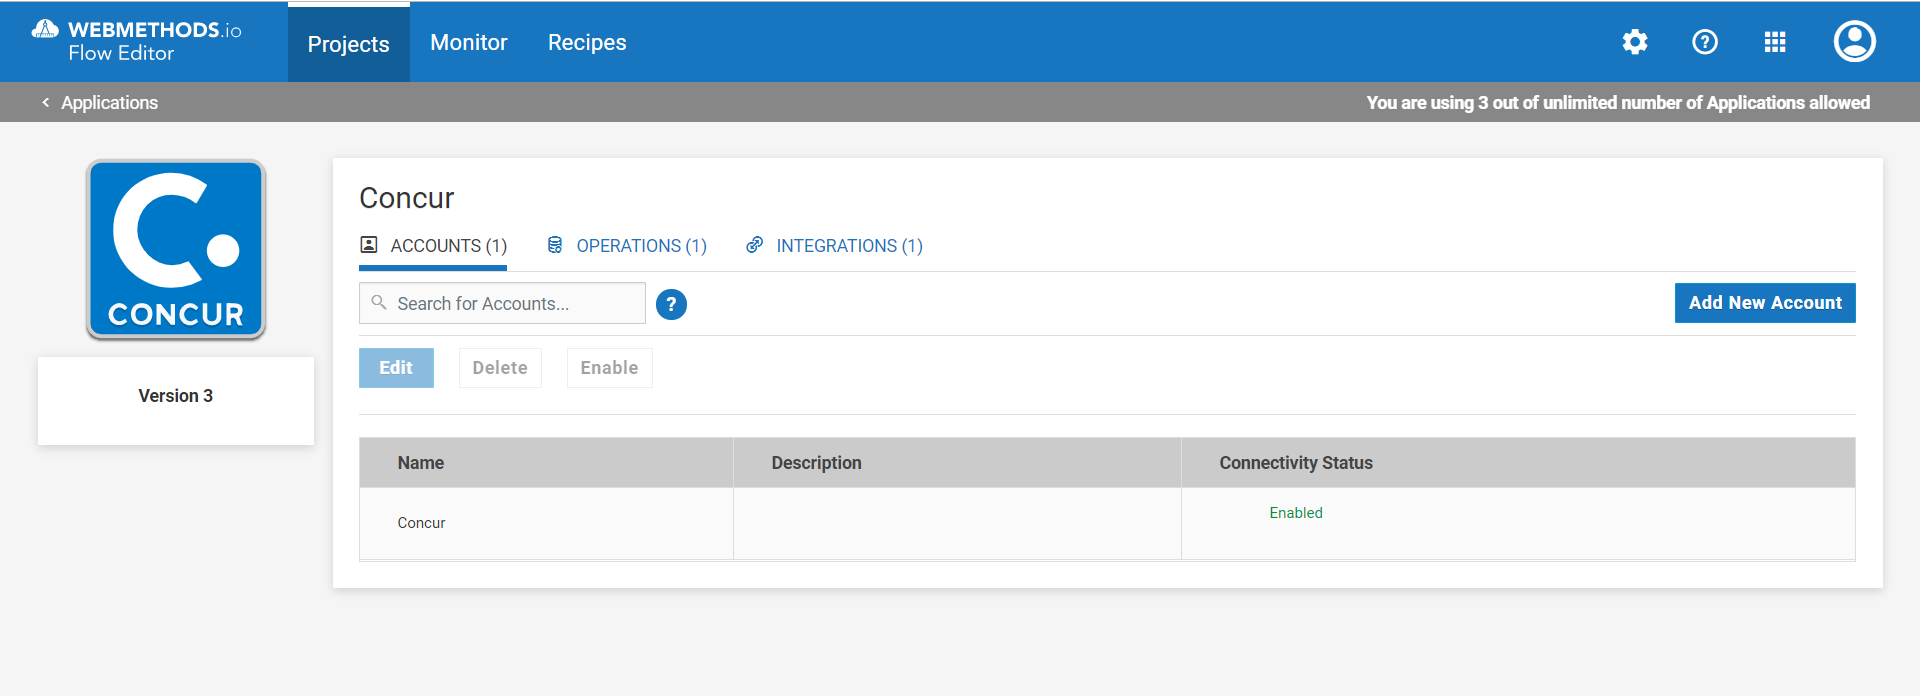 WEBMETHODS.io
Flow Editor
Projects
Monitor
Recipes
?
Applications
You are using 3 out of unlimited number of Applications allowed
CONCUR
Version 3
Concur
ACCOUNTS (1)
OPERATIONS (1)
INTEGRATIONS (1)
Search for Accounts...
?
Add New Account
Edit
Delete
Enable
Name
Description
Connectivity Status
Concur
Enabled